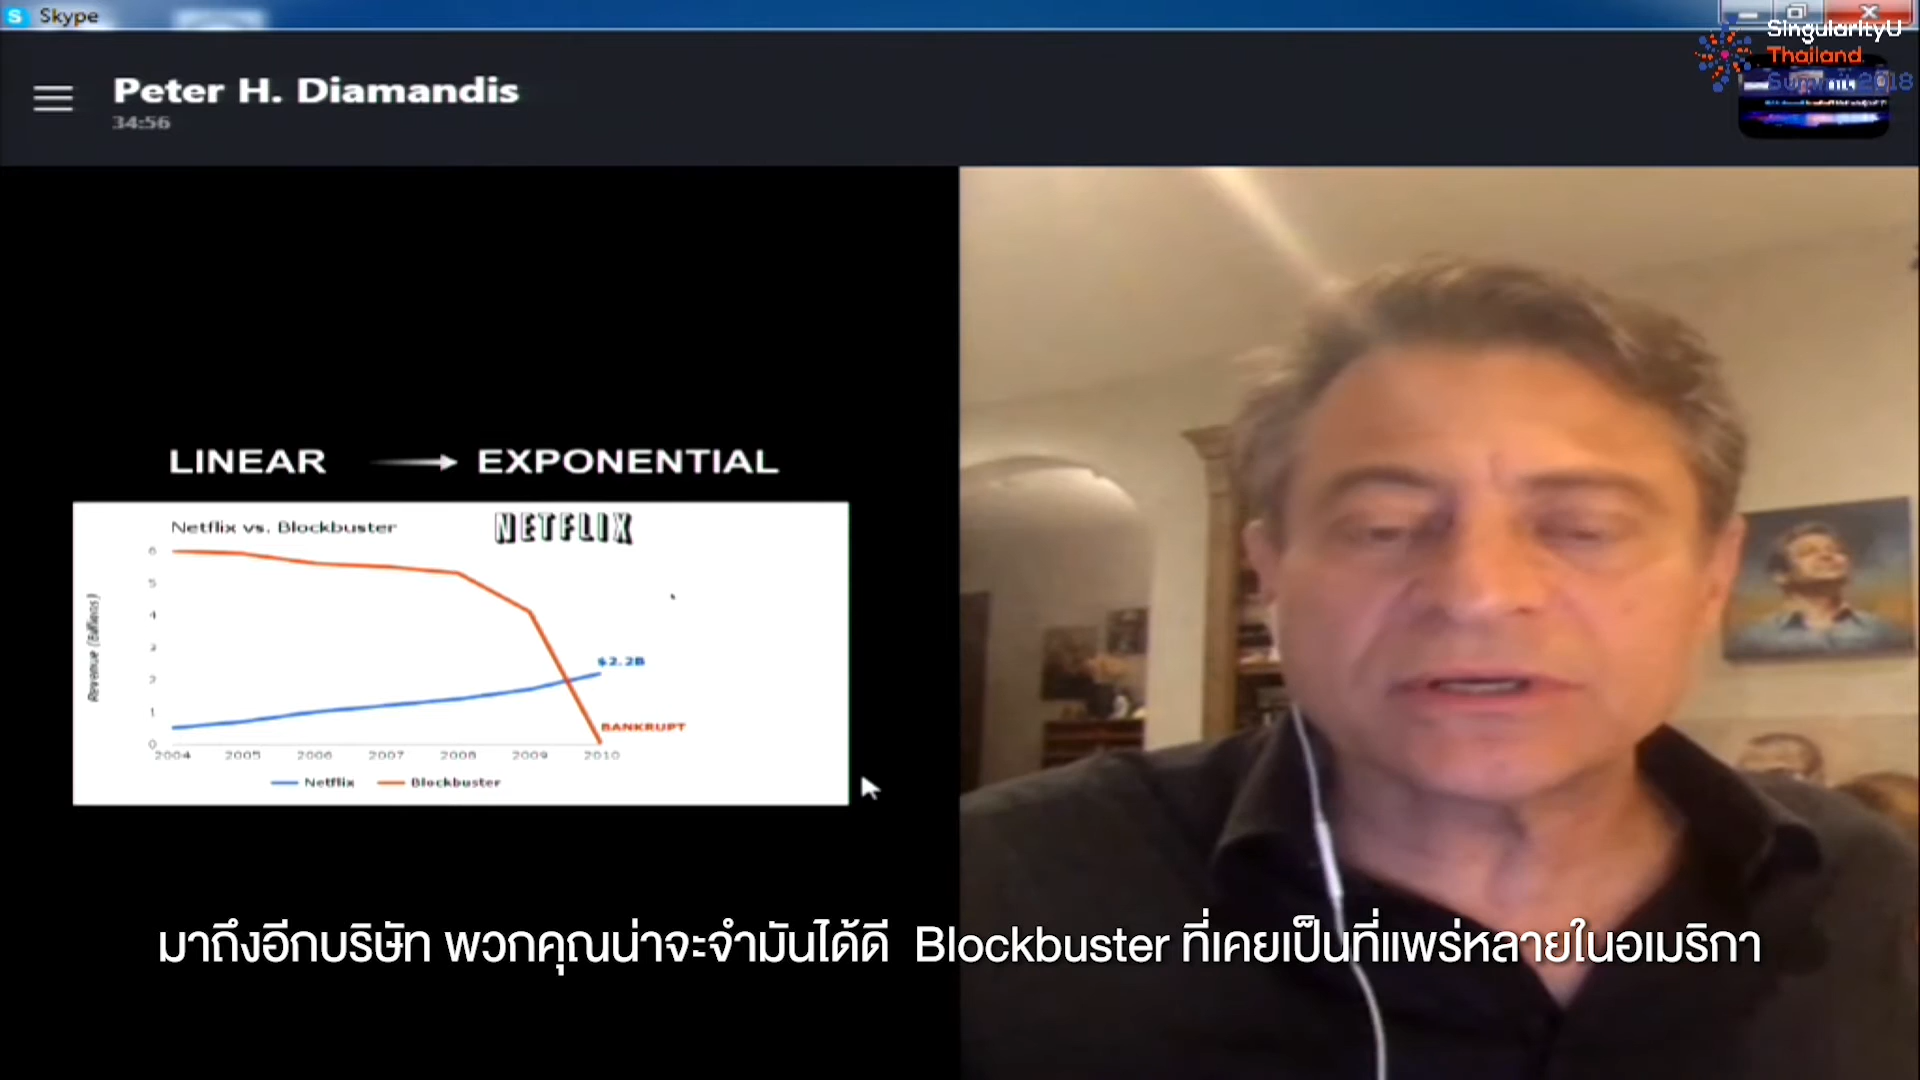 Skype
SingularityU
Thailand
Summit 2018
Peter H. Diamandis
34:56
LINEAR
EXPONENTIAL
Netflix vs. Blockbuster
NETFLIX
Revenue (Billions)
6
5
4
3
2
1
0
$2.2B
BANKRUPT
2004 2005 2006 2007 2008 2009 2010
Netflix Blockbuster
มาถึงอีกบริษัท พวกคุณน่าจะจำมันได้ดี Blockbuster ที่เคยเป็นที่แพร่หลายในอเมริกา